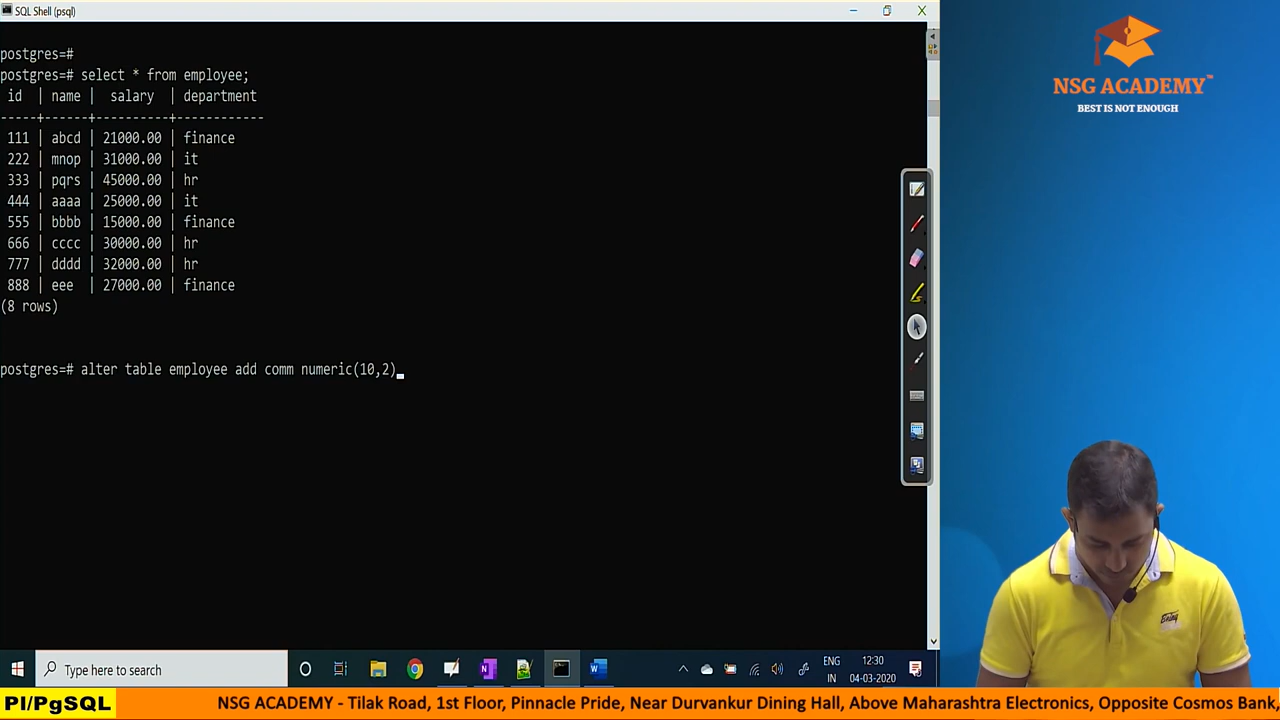 SQL Shell (psql)
postgres=#
postgres=# select * from employee;
id | name | salary | department
-----+------+----------+------------
111 | abcd | 21000.00 | finance
222 | mnop | 31000.00 | it
333 | pqrs | 45000.00 | hr
444 | aaaa | 25000.00 | it
555 | bbbb | 15000.00 | finance
666 | cccc | 30000.00 | hr
777 | dddd | 32000.00 | hr
888 | eee | 27000.00 | finance
(8 rows)
postgres=# alter table employee add comm numeric(10,2)
NSG ACADEMY™
BEST IS NOT ENOUGH
Enjoy
Type here to search
ENG
IN
12:30
04-03-2020
Pl/PgSQL
NSG ACADEMY - Tilak Road, 1st Floor, Pinnacle Pride, Near Durvankur Dining Hall, Above Maharashtra Electronics, Opposite Cosmos Bank,